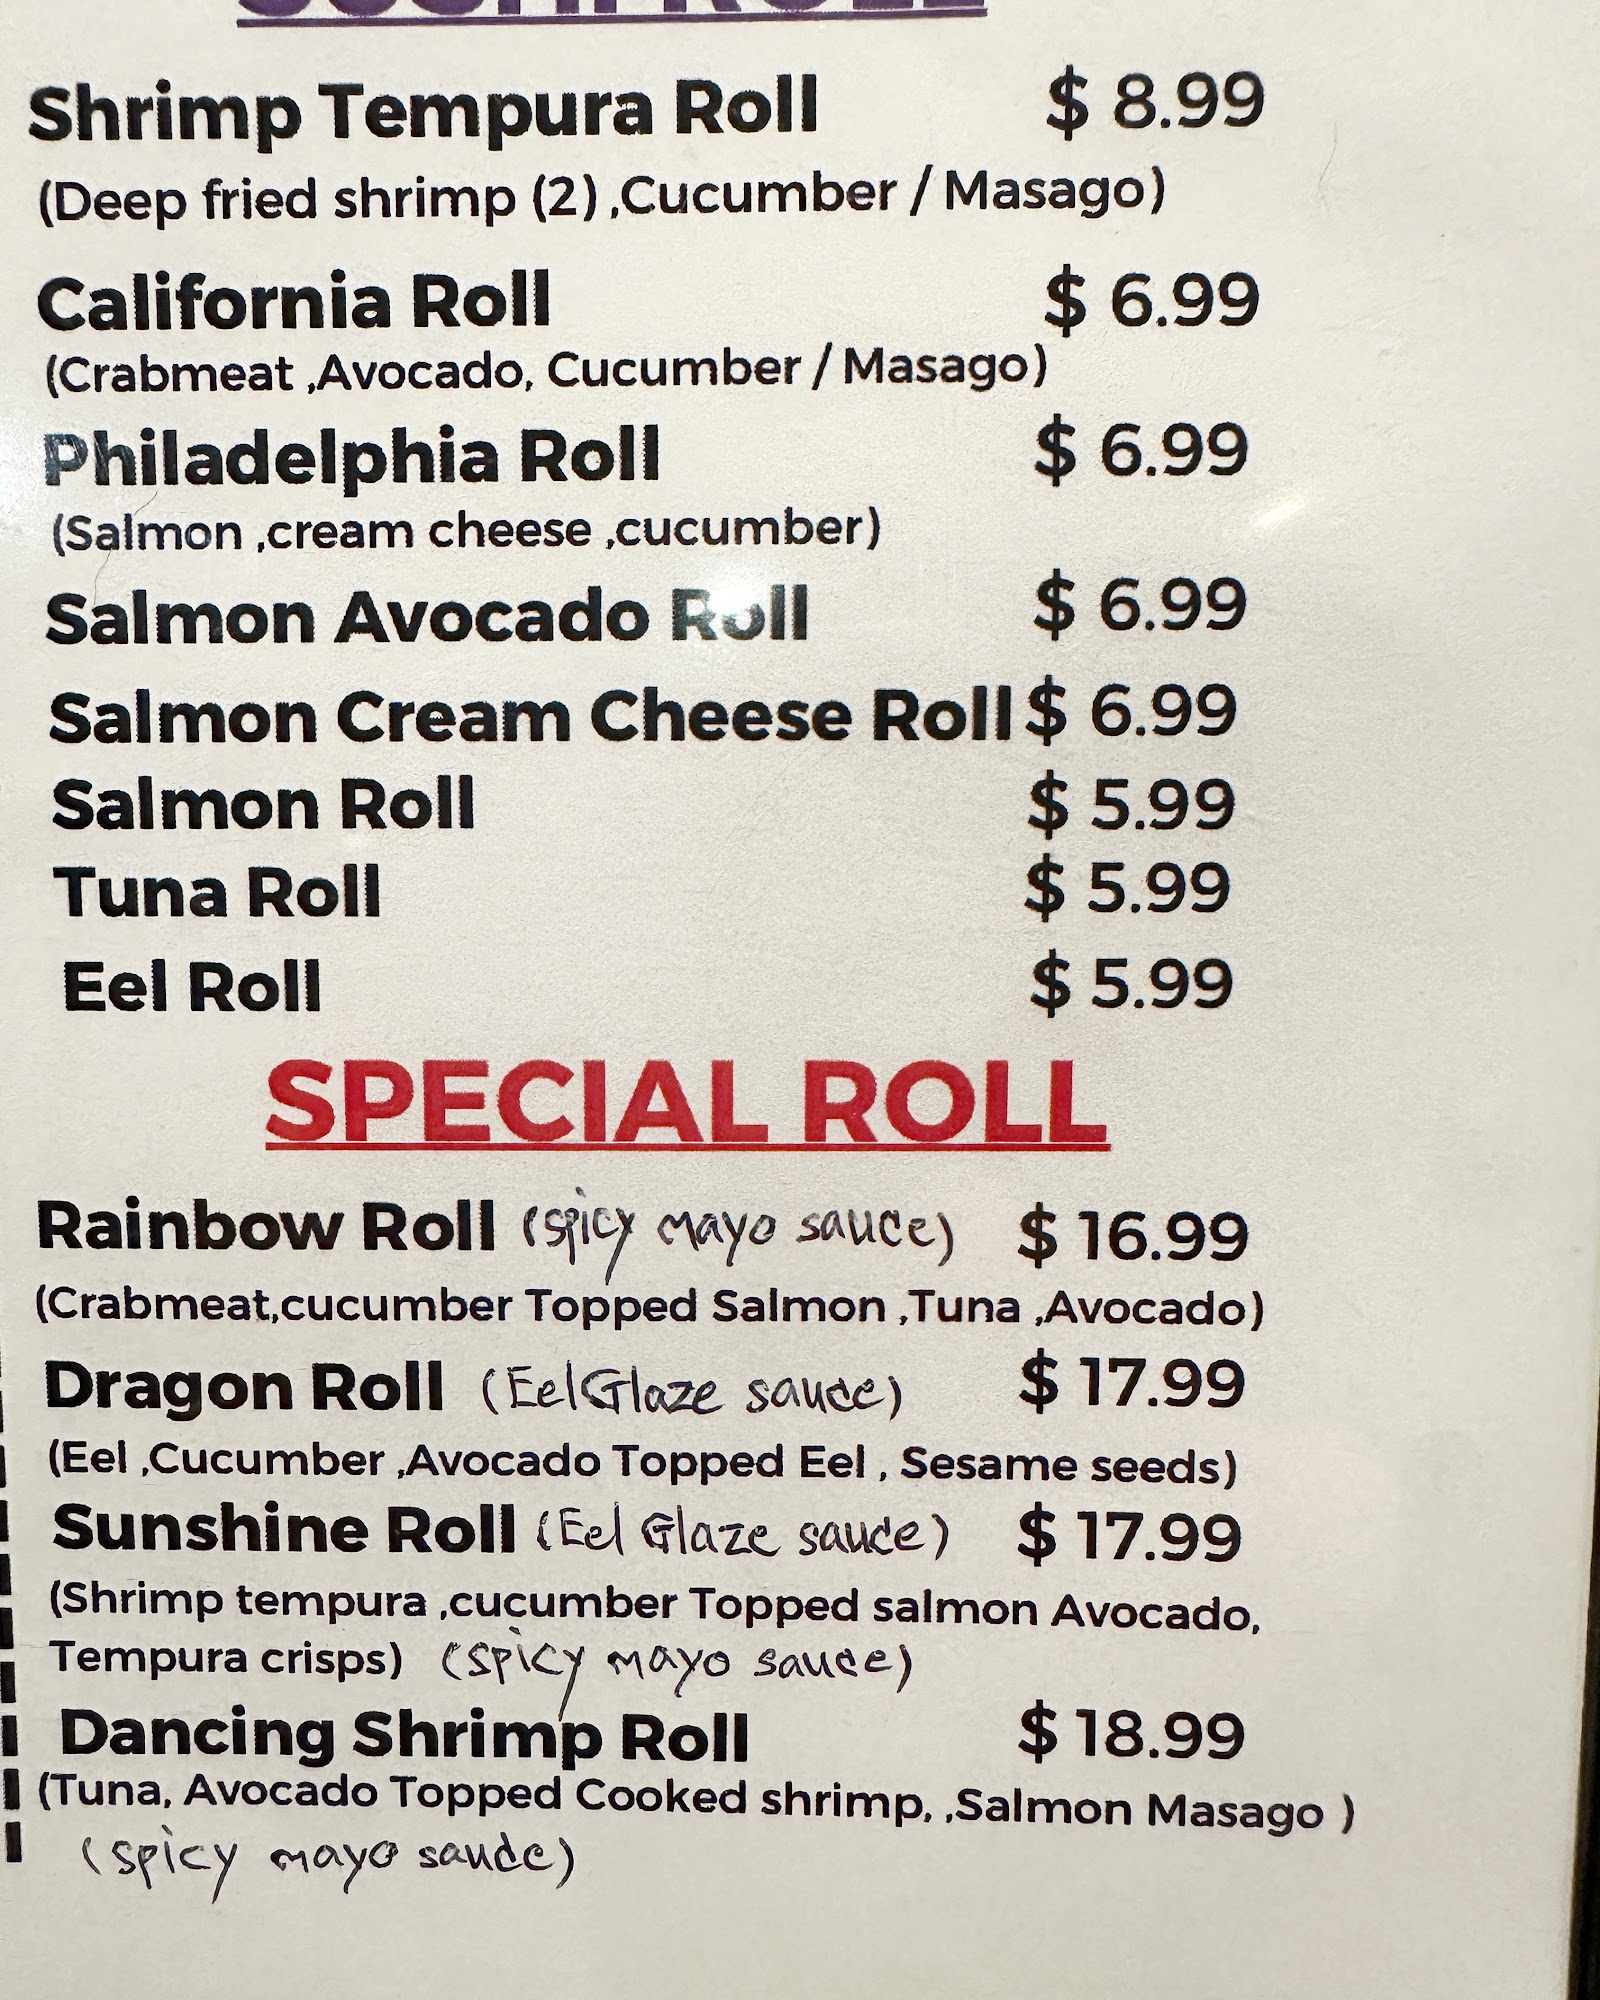 SUSHI ROLL
Shrimp Tempura Roll $ 8.99
(Deep fried shrimp (2) ,Cucumber / Masago)
California Roll $ 6.99
(Crabmeat ,Avocado, Cucumber / Masago)
Philadelphia Roll $ 6.99
(Salmon ,cream cheese ,cucumber)
Salmon Avocado Roll $ 6.99
Salmon Cream Cheese Roll $ 6.99
Salmon Roll $ 5.99
Tuna Roll $ 5.99
Eel Roll $ 5.99
SPECIAL ROLL
Rainbow Roll (spicy mayo sauce) $ 16.99
(Crabmeat,cucumber Topped Salmon ,Tuna ,Avocado)
Dragon Roll (Eel Glaze sauce) $ 17.99
(Eel ,Cucumber ,Avocado Topped Eel , Sesame seeds)
Sunshine Roll (Eel Glaze sauce) $ 17.99
(Shrimp tempura ,cucumber Topped salmon Avocado,
Tempura crisps) (spicy mayo sauce)
Dancing Shrimp Roll $ 18.99
(Tuna, Avocado Topped Cooked shrimp, ,Salmon Masago )
(spicy mayo sauce)